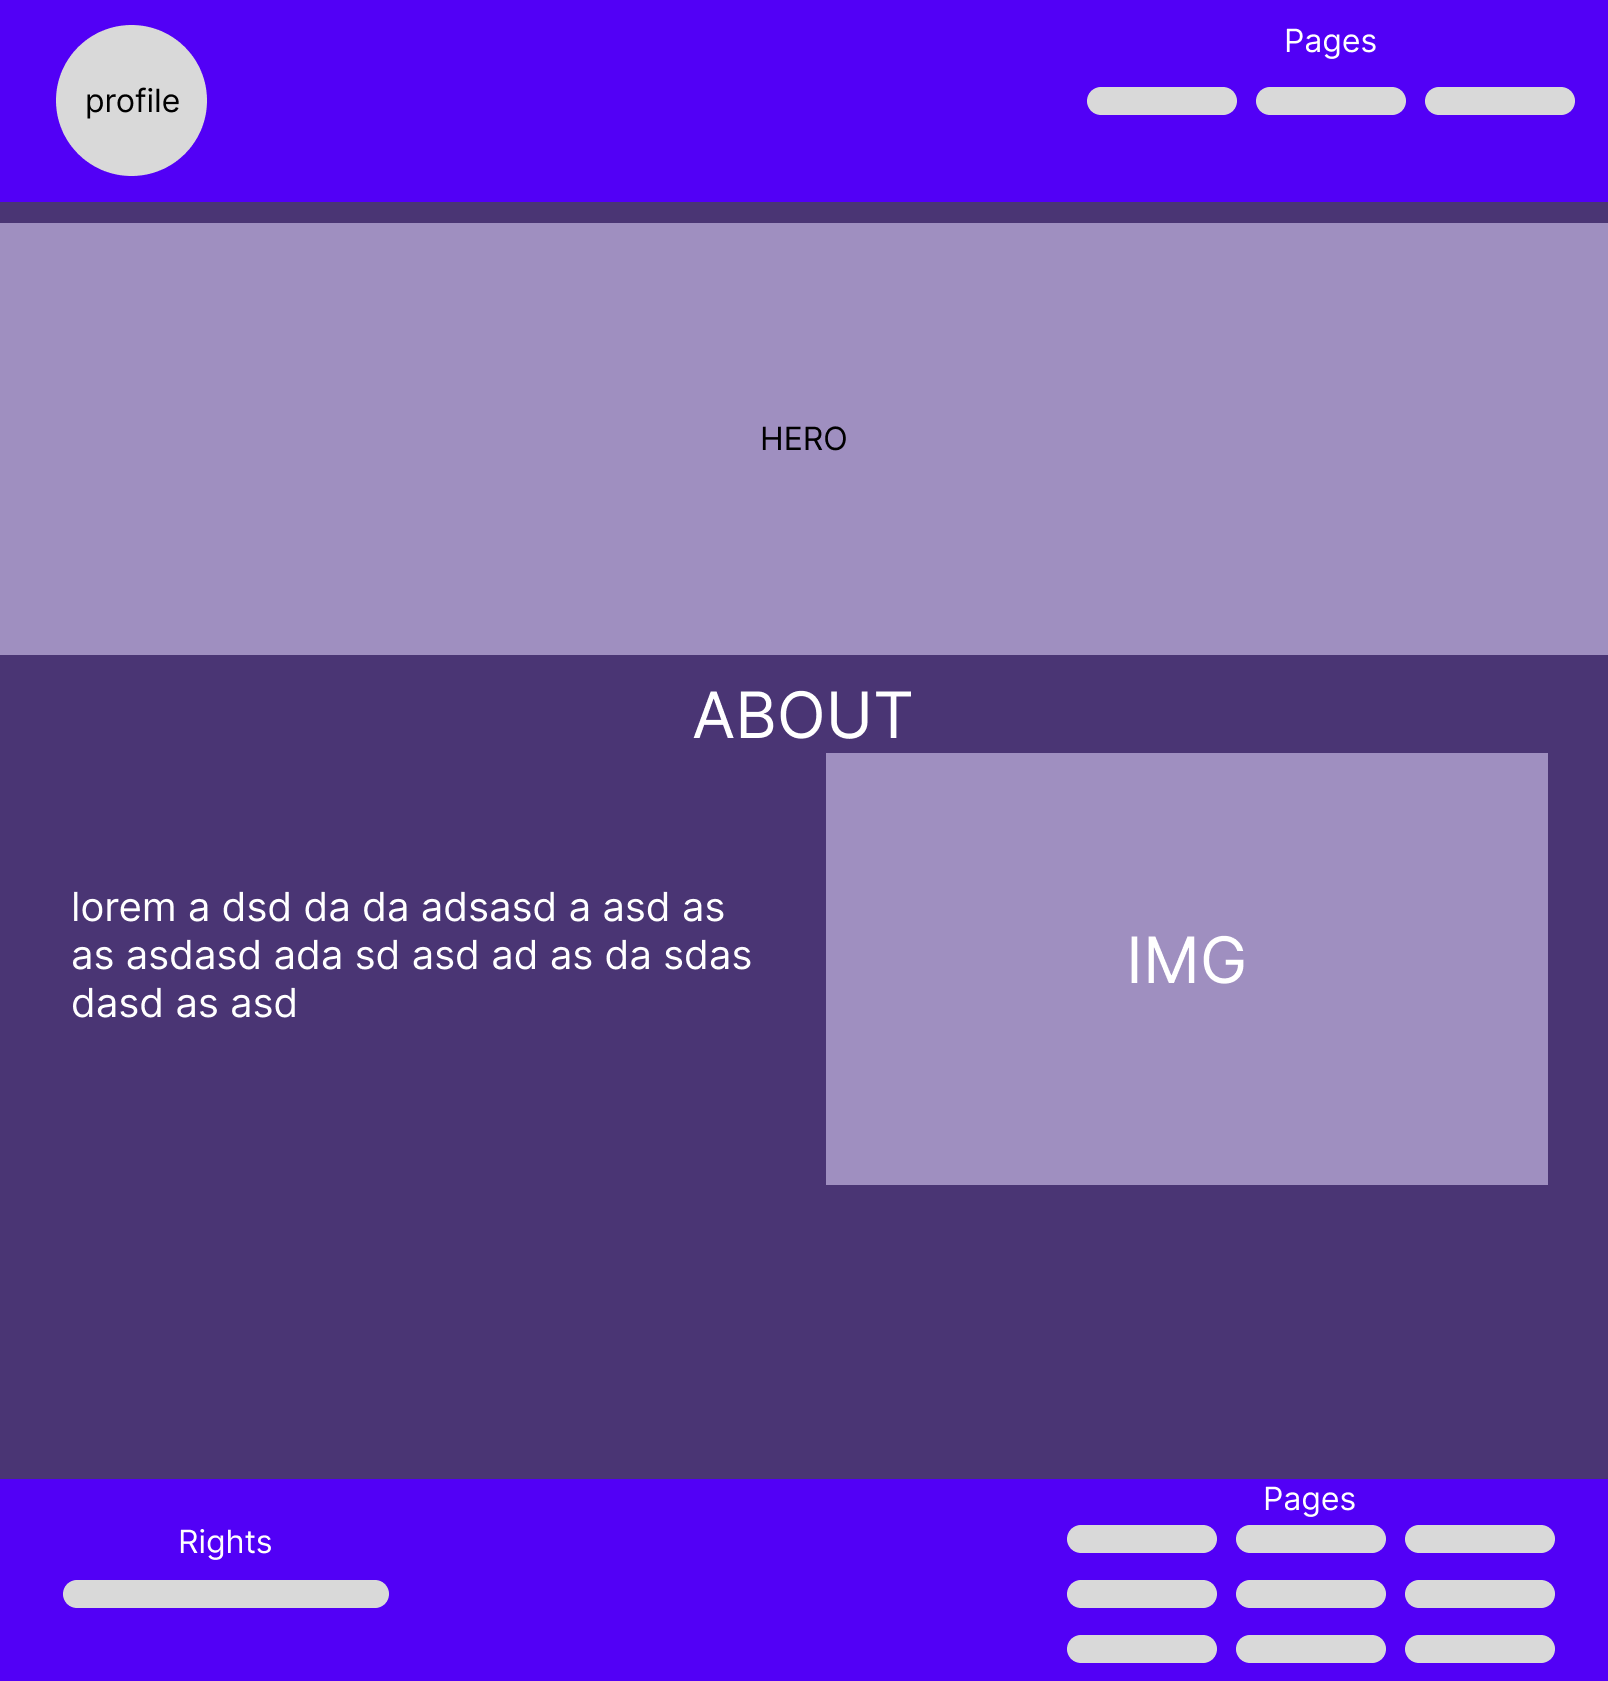 profile
Pages
HERO
ABOUT
lorem a dsd da da adsasd a asd as
as asdasd ada sd asd ad as da sdas
dasd as asd
IMG
Rights
Pages